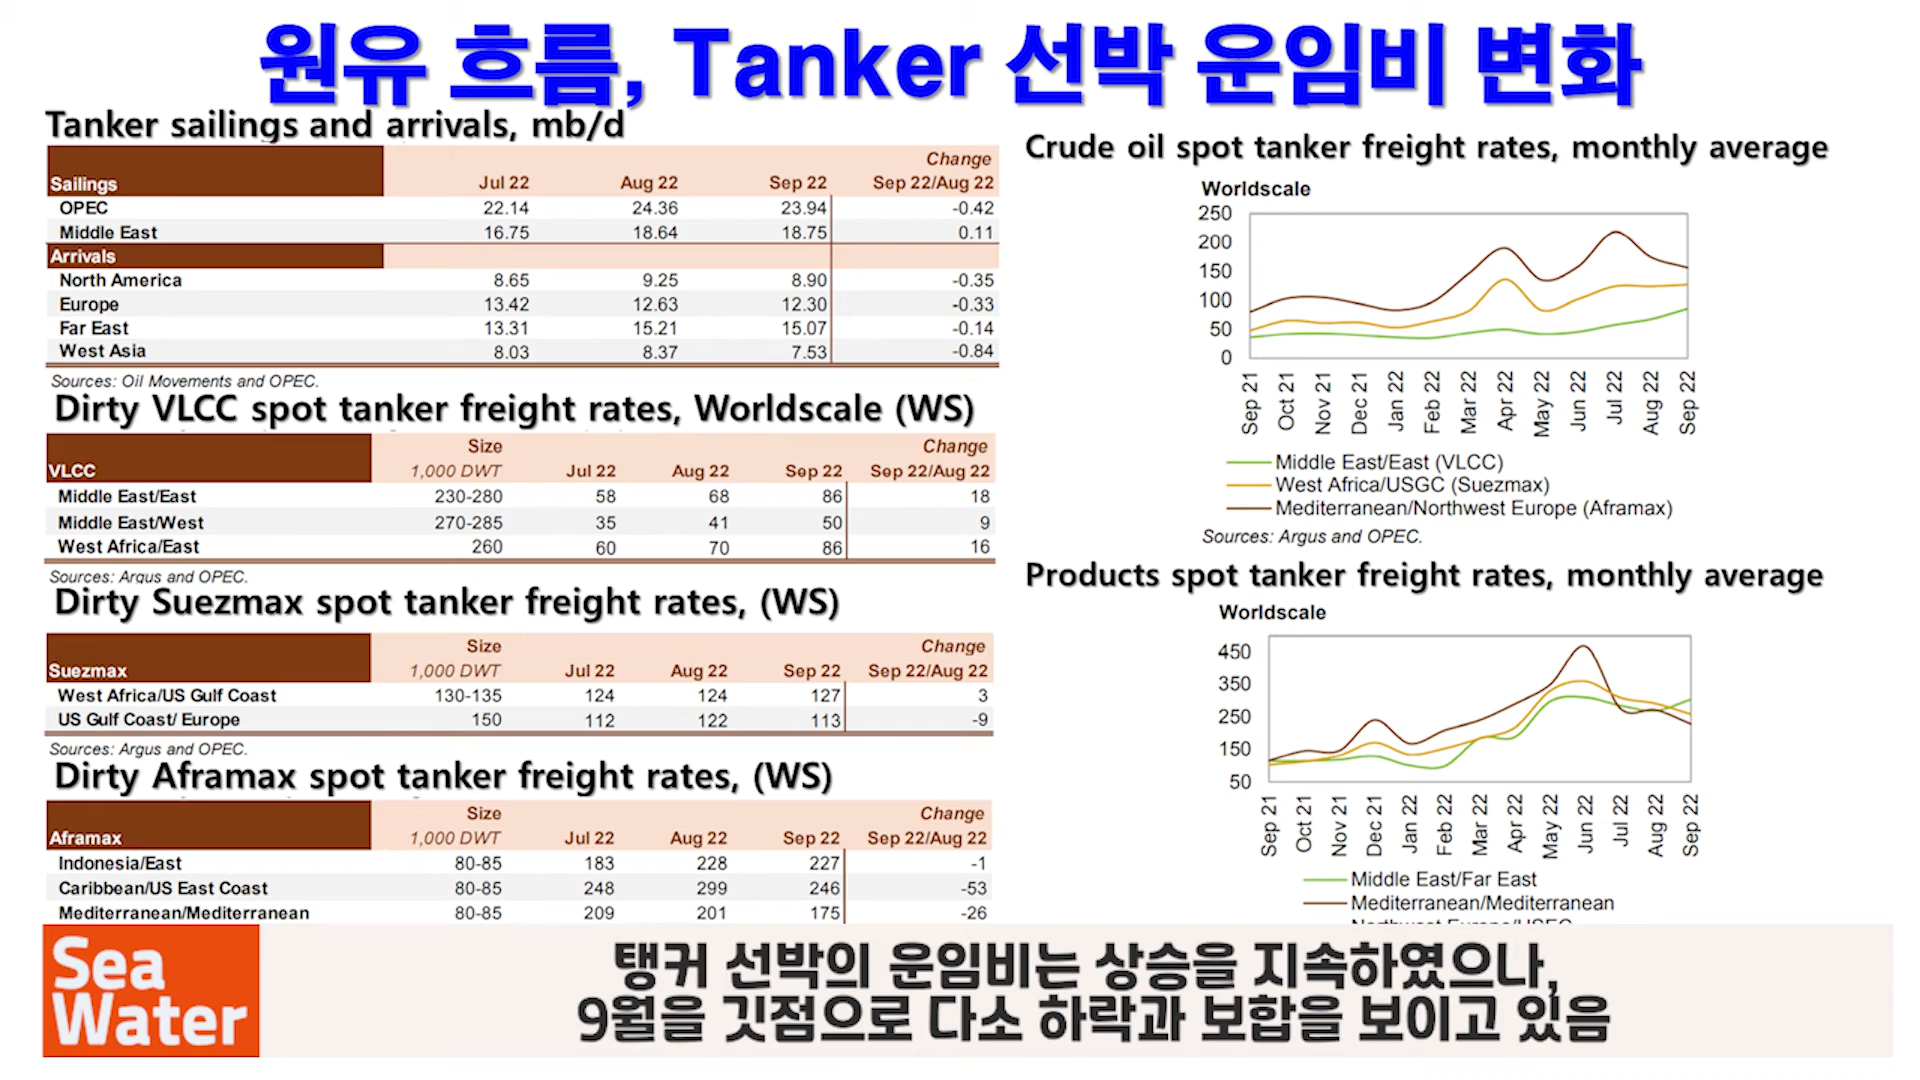 원유 흐름, Tanker 선박 운임비 변화
Tanker sailings and arrivals, mb/d
Change
Sailings Jul 22 Aug 22 Sep 22 Sep 22/Aug 22
OPEC 22.14 24.36 23.94 -0.42
Middle East 16.75 18.64 18.75 0.11
Arrivals
North America 8.65 9.25 8.90 -0.35
Europe 13.42 12.63 12.30 -0.33
Far East 13.31 15.21 15.07 -0.14
West Asia 8.03 8.37 7.53 -0.84
Sources: Oil Movements and OPEC.
Dirty VLCC spot tanker freight rates, Worldscale (WS)
Size Change
VLCC 1,000 DWT Jul 22 Aug 22 Sep 22 Sep 22/Aug 22
Middle East/East 230-280 58 68 86 18
Middle East/West 270-285 35 41 50 9
West Africa/East 260 60 70 86 16
Sources: Argus and OPEC.
Dirty Suezmax spot tanker freight rates, (WS)
Size Change
Suezmax 1,000 DWT Jul 22 Aug 22 Sep 22 Sep 22/Aug 22
West Africa/US Gulf Coast 130-135 124 124 127 3
US Gulf Coast/ Europe 150 112 122 113 -9
Sources: Argus and OPEC.
Dirty Aframax spot tanker freight rates, (WS)
Size Change
Aframax 1,000 DWT Jul 22 Aug 22 Sep 22 Sep 22/Aug 22
Indonesia/East 80-85 183 228 227 -1
Caribbean/US East Coast 80-85 248 299 246 -53
Mediterranean/Mediterranean 80-85 209 201 175 -26
Crude oil spot tanker freight rates, monthly average
Worldscale
250
200
150
100
50
0
Sep 21 Oct 21 Nov 21 Dec 21 Jan 22 Feb 22 Mar 22 Apr 22 May 22 Jun 22 Jul 22 Aug 22 Sep 22
Middle East/East (VLCC)
West Africa/USGC (Suezmax)
Mediterranean/Northwest Europe (Aframax)
Sources: Argus and OPEC.
Products spot tanker freight rates, monthly average
Worldscale
450
350
250
150
50
Sep 21 Oct 21 Nov 21 Dec 21 Jan 22 Feb 22 Mar 22 Apr 22 May 22 Jun 22 Jul 22 Aug 22 Sep 22
Middle East/Far East
Mediterranean/Mediterranean
Sea
Water
탱커 선박의 운임비는 상승을 지속하였으나,
9월을 깃점으로 다소 하락과 보합을 보이고 있음